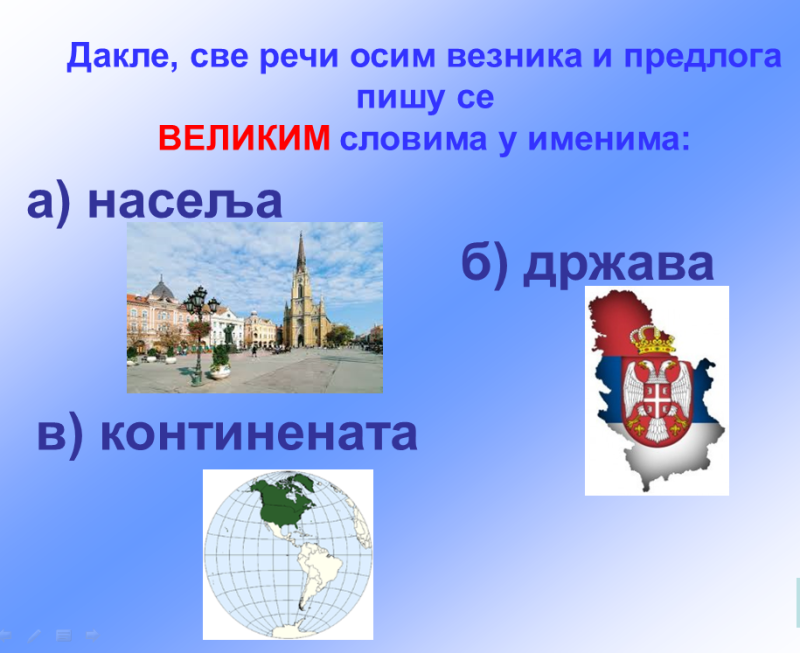 Дакле, све речи осим везника и предлога
пишу се
ВЕЛИКИМ словима у именима:
а) насеља
б) држава
в) континената